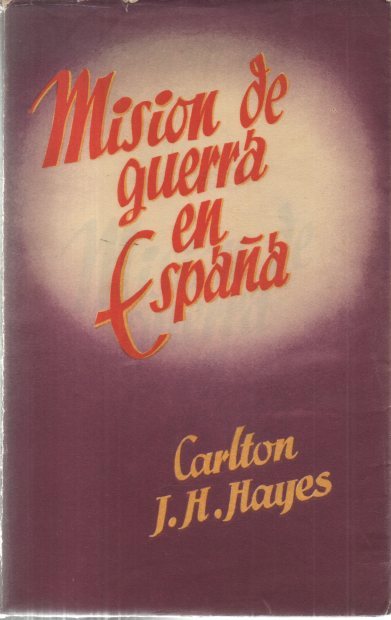 Mision de
guerra
en
España
Carlton
J.H. Hayes